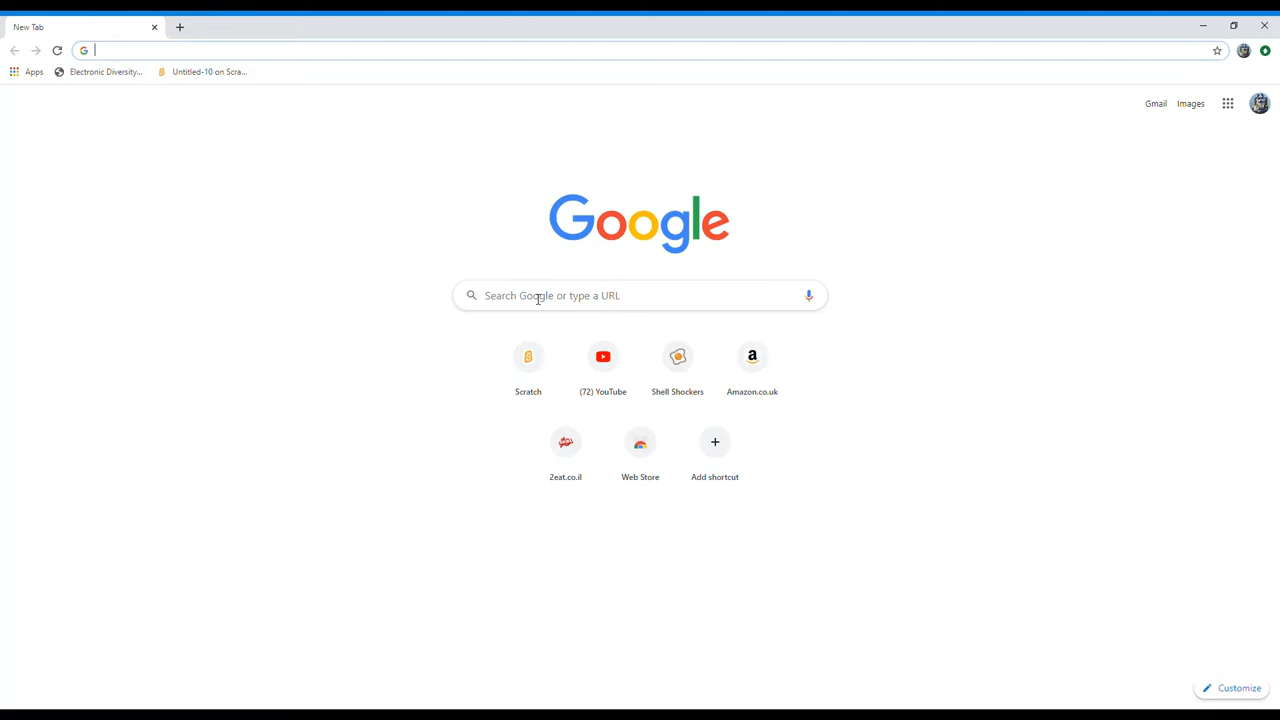 New Tab
Apps Electronic Diversity... Untitled-10 on Scra...
Gmail Images
Google
Search Google or type a URL
Scratch (72) YouTube Shell Shockers Amazon.co.uk
2eat.co.il Web Store Add shortcut
Customize